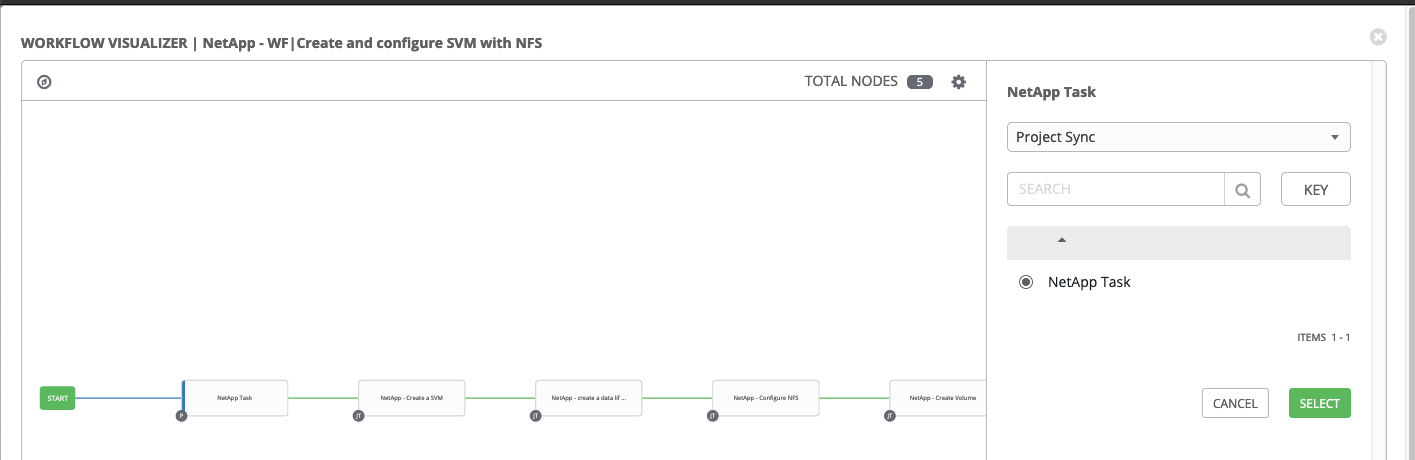 WORKFLOW VISUALIZER | NetApp - WF|Create and configure SVM with NFS
TOTAL NODES 5
START
NetApp Task
P
NetApp - Create a SVM
JT
NetApp - create a data lif ...
JT
NetApp - Configure NFS
JT
NetApp - Create Volume
JT
NetApp Task
Project Sync
SEARCH
KEY
NetApp Task
ITEMS 1 - 1
CANCEL
SELECT